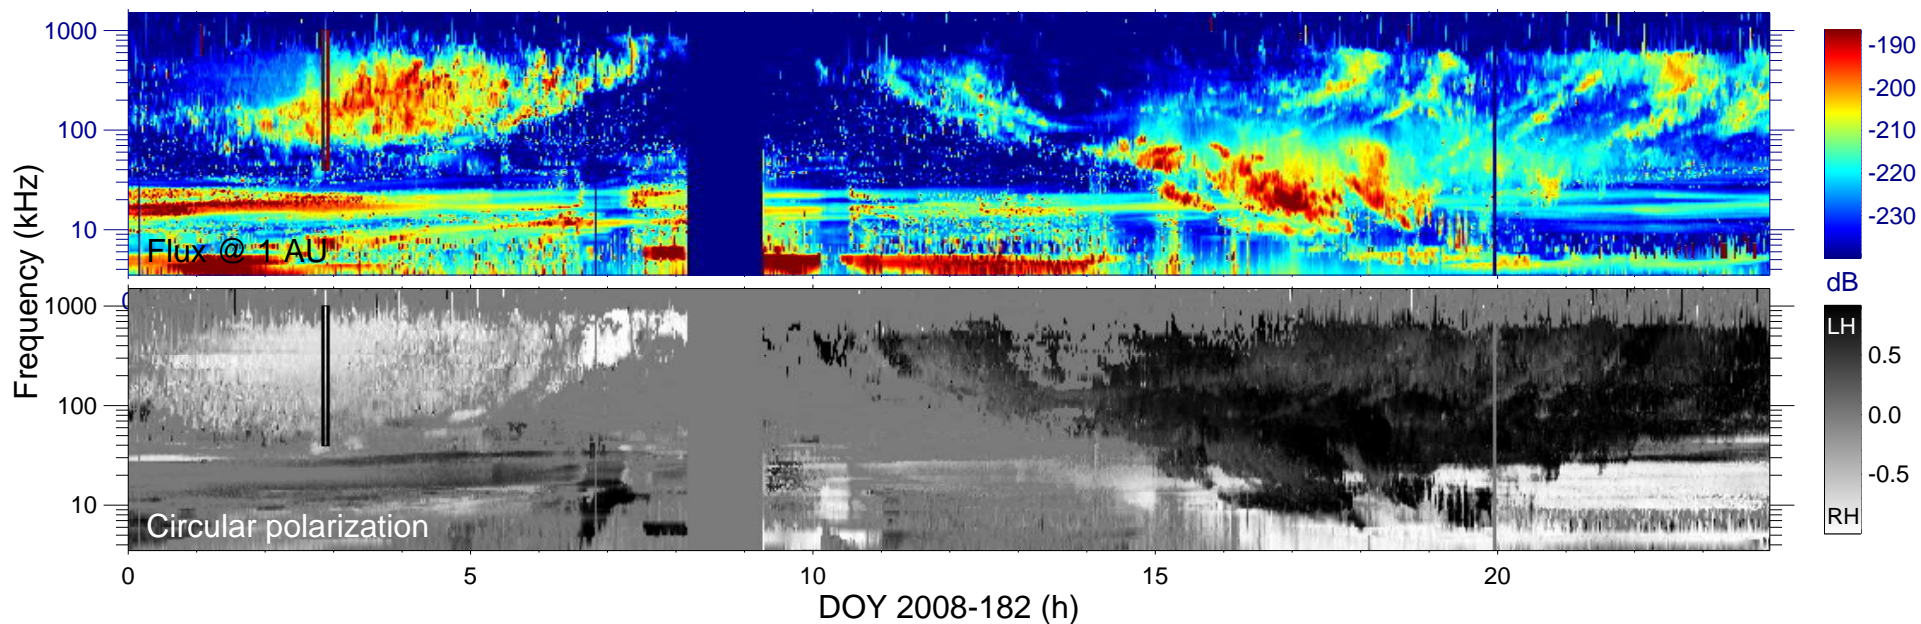 1000
100
10
Flux @ 1 AU
-190
-200
-210
-220
-230
dB
Frequency (kHz)
0
1000
100
10
Circular polarization
LH
0.5
0.0
-0.5
RH
0 5 10 15 20
DOY 2008-182 (h)